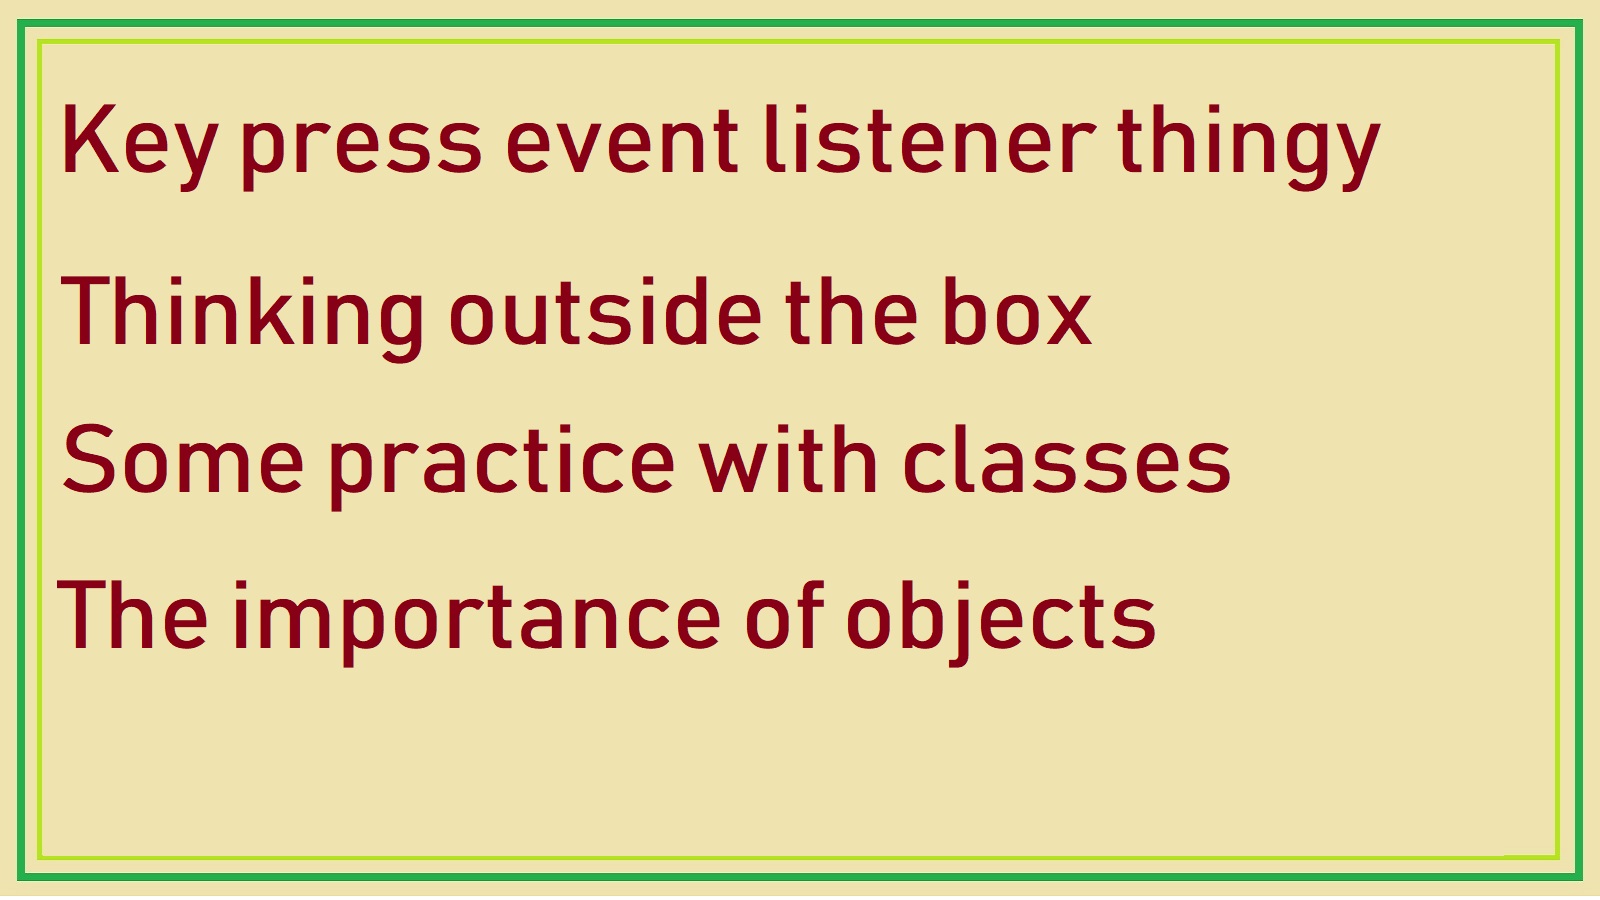 Key press event listener thingy
Thinking outside the box
Some practice with classes
The importance of objects